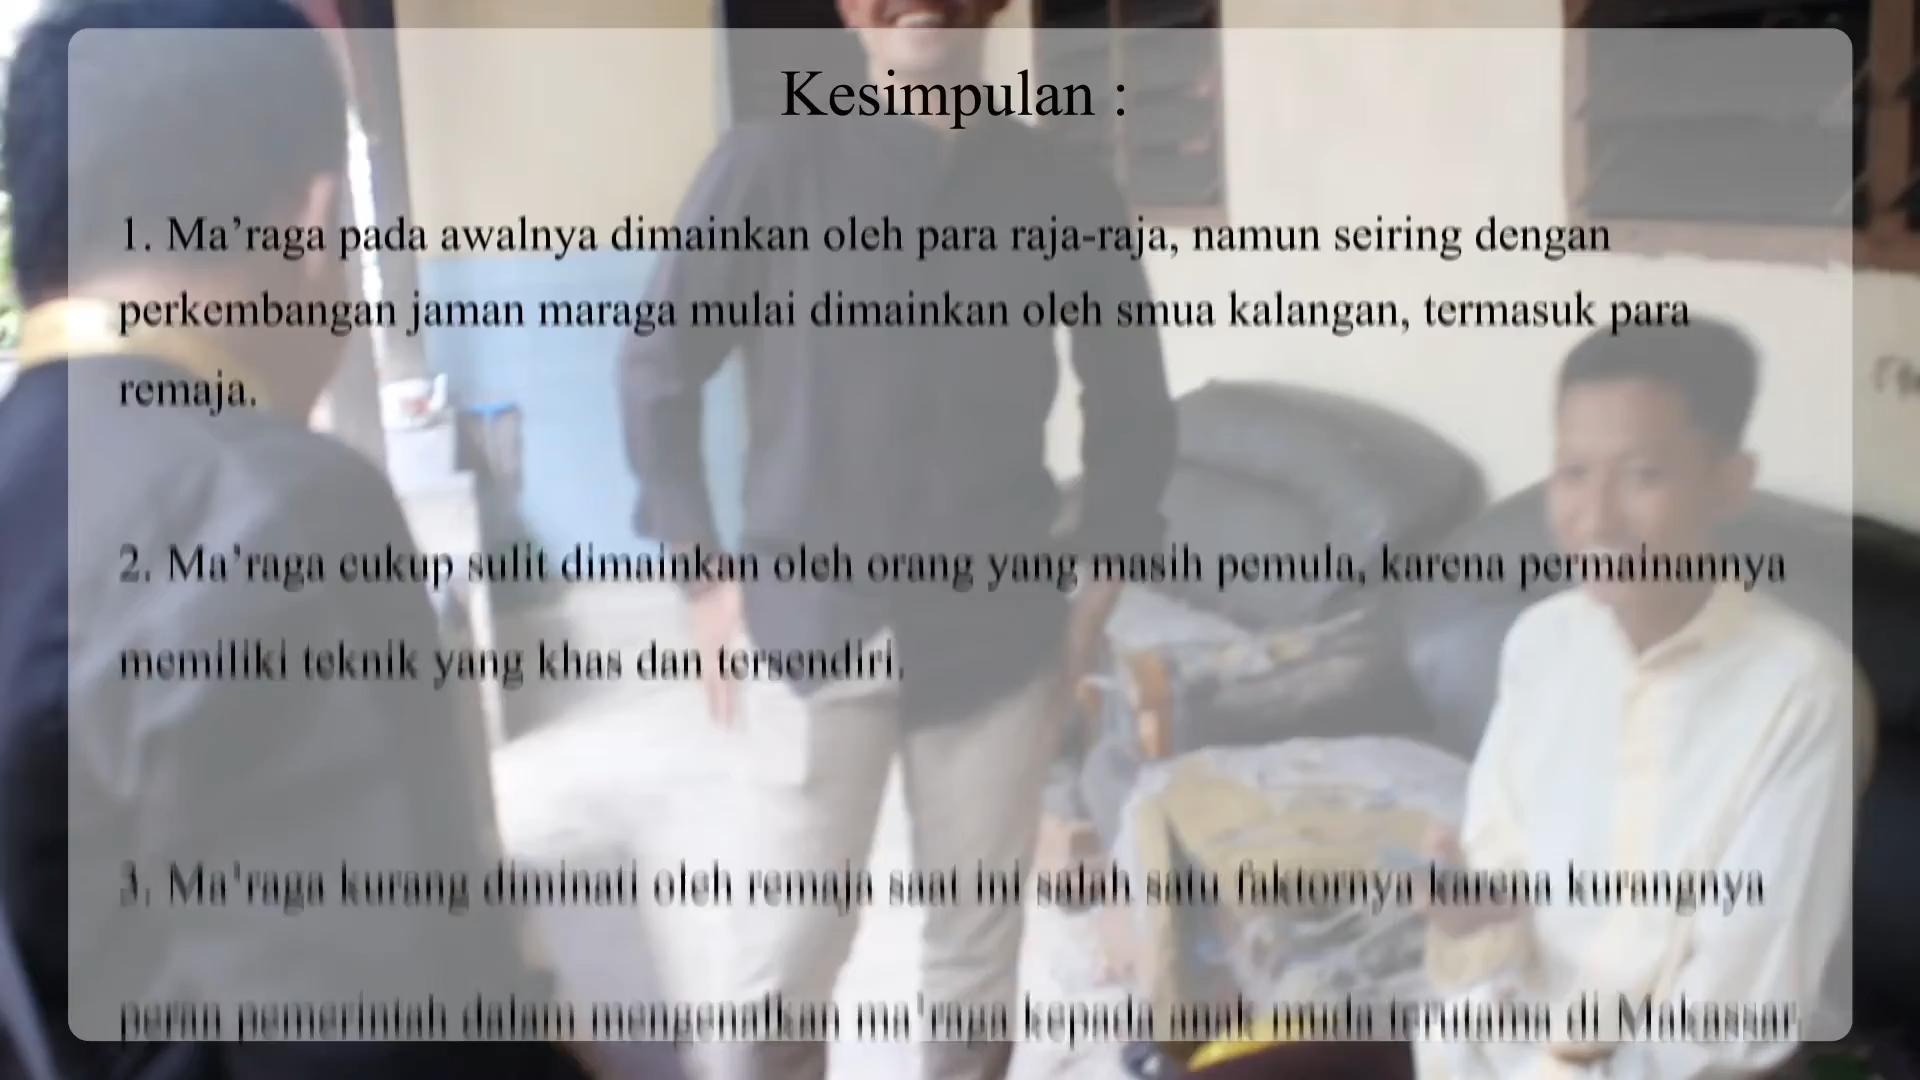 Kesimpulan :
1. Ma’raga pada awalnya dimainkan oleh para raja-raja, namun seiring dengan
perkembangan jaman maraga mulai dimainkan oleh smua kalangan, termasuk para
remaja.
2. Ma’raga cukup sulit dimainkan oleh orang yang masih pemula, karena permainannya
memiliki teknik yang khas dan tersendiri.
3. Ma'raga kurang diminati oleh remaja saat ini salah satu faktornya karena kurangnya
peran pemerintah dalam mengenalkan ma'raga kepada anak muda terutama di Makassar